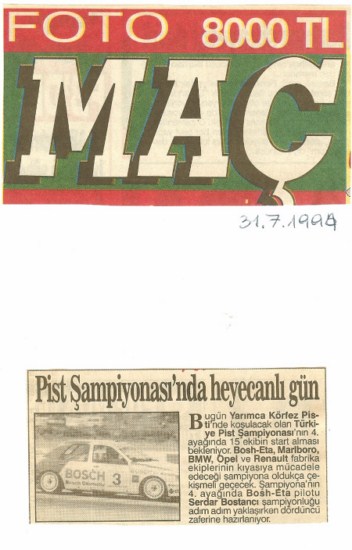 FOTO 8000 TL
MAÇ
31.7.1994
Pist Şampiyonası'nda heyecanlı gün
BOSCH
3
Bugün Yarımca Körfez Pis-
ti'nde koşulacak olan Türki-
ye Pist Şampiyonası'nın 4.
ayağında 15 ekibin start alması
bekleniyor. Bosh-Eta, Marlboro,
BMW, Opel ve Renault fabrika
ekiplerinin kıyasıya mücadele
edeceği şampiyona oldukça çe-
kişmeli geçecek. Şampiyona'nın
4. ayağında Bosh-Eta pilotu
Serdar Bostancı şampiyonluğu
adım adım yaklaşırken dördüncü
zaferine hazırlanıyor.